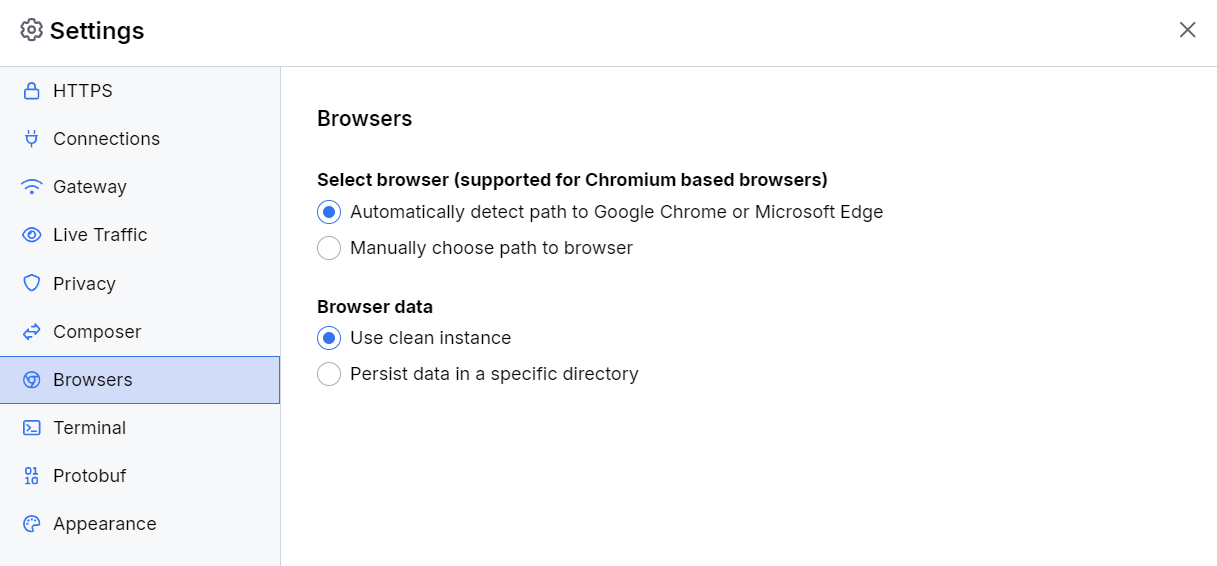 Settings
HTTPS
Connections
Gateway
Live Traffic
Privacy
Composer
Browsers
Terminal
Protobuf
Appearance
Browsers
Select browser (supported for Chromium based browsers)
Automatically detect path to Google Chrome or Microsoft Edge
Manually choose path to browser
Browser data
Use clean instance
Persist data in a specific directory